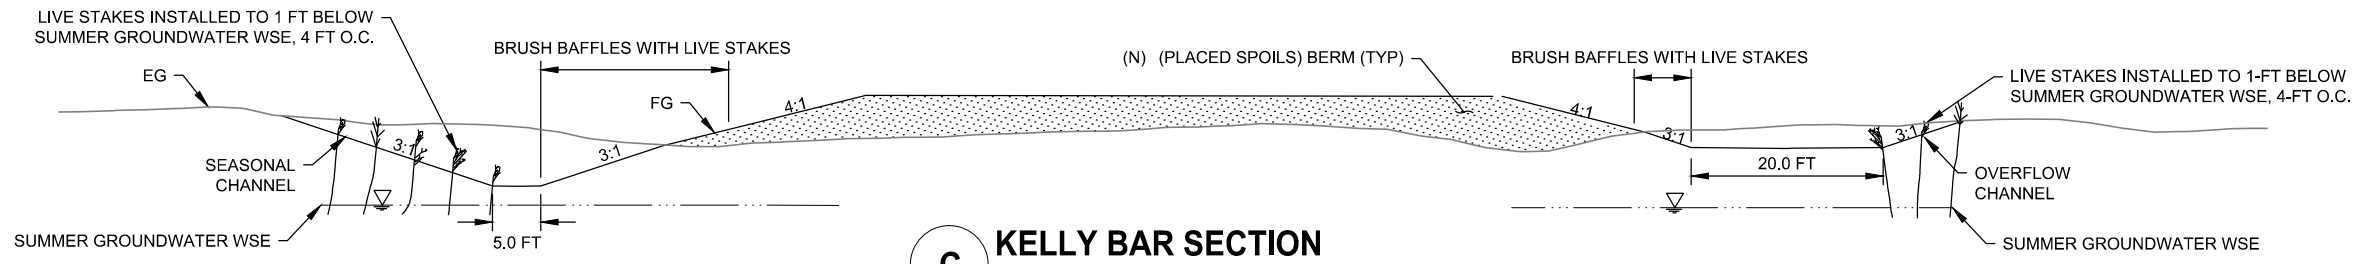 LIVE STAKES INSTALLED TO 1 FT BELOW
SUMMER GROUNDWATER WSE, 4 FT O.C.
BRUSH BAFFLES WITH LIVE STAKES
(N) (PLACED SPOILS) BERM (TYP)
BRUSH BAFFLES WITH LIVE STAKES
LIVE STAKES INSTALLED TO 1-FT BELOW
SUMMER GROUNDWATER WSE, 4-FT O.C.
EG
FG
4:1
4:1
3:1
3:1
3:1
3:1
SEASONAL
CHANNEL
20.0 FT
OVERFLOW
CHANNEL
SUMMER GROUNDWATER WSE
5.0 FT
SUMMER GROUNDWATER WSE
KELLY BAR SECTION